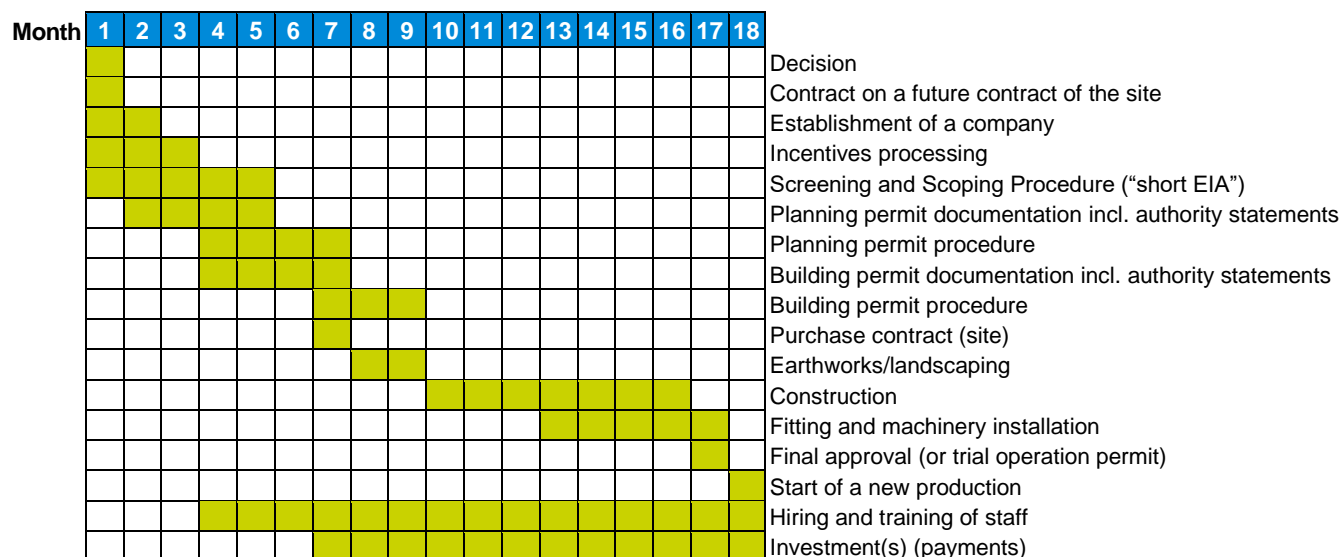 Month 1 2 3 4 5 6 7 8 9 10 11 12 13 14 15 16 17 18
Decision
Contract on a future contract of the site
Establishment of a company
Incentives processing
Screening and Scoping Procedure (“short EIA”)
Planning permit documentation incl. authority statements
Planning permit procedure
Building permit documentation incl. authority statements
Building permit procedure
Purchase contract (site)
Earthworks/landscaping
Construction
Fitting and machinery installation
Final approval (or trial operation permit)
Start of a new production
Hiring and training of staff
Investment(s) (payments)